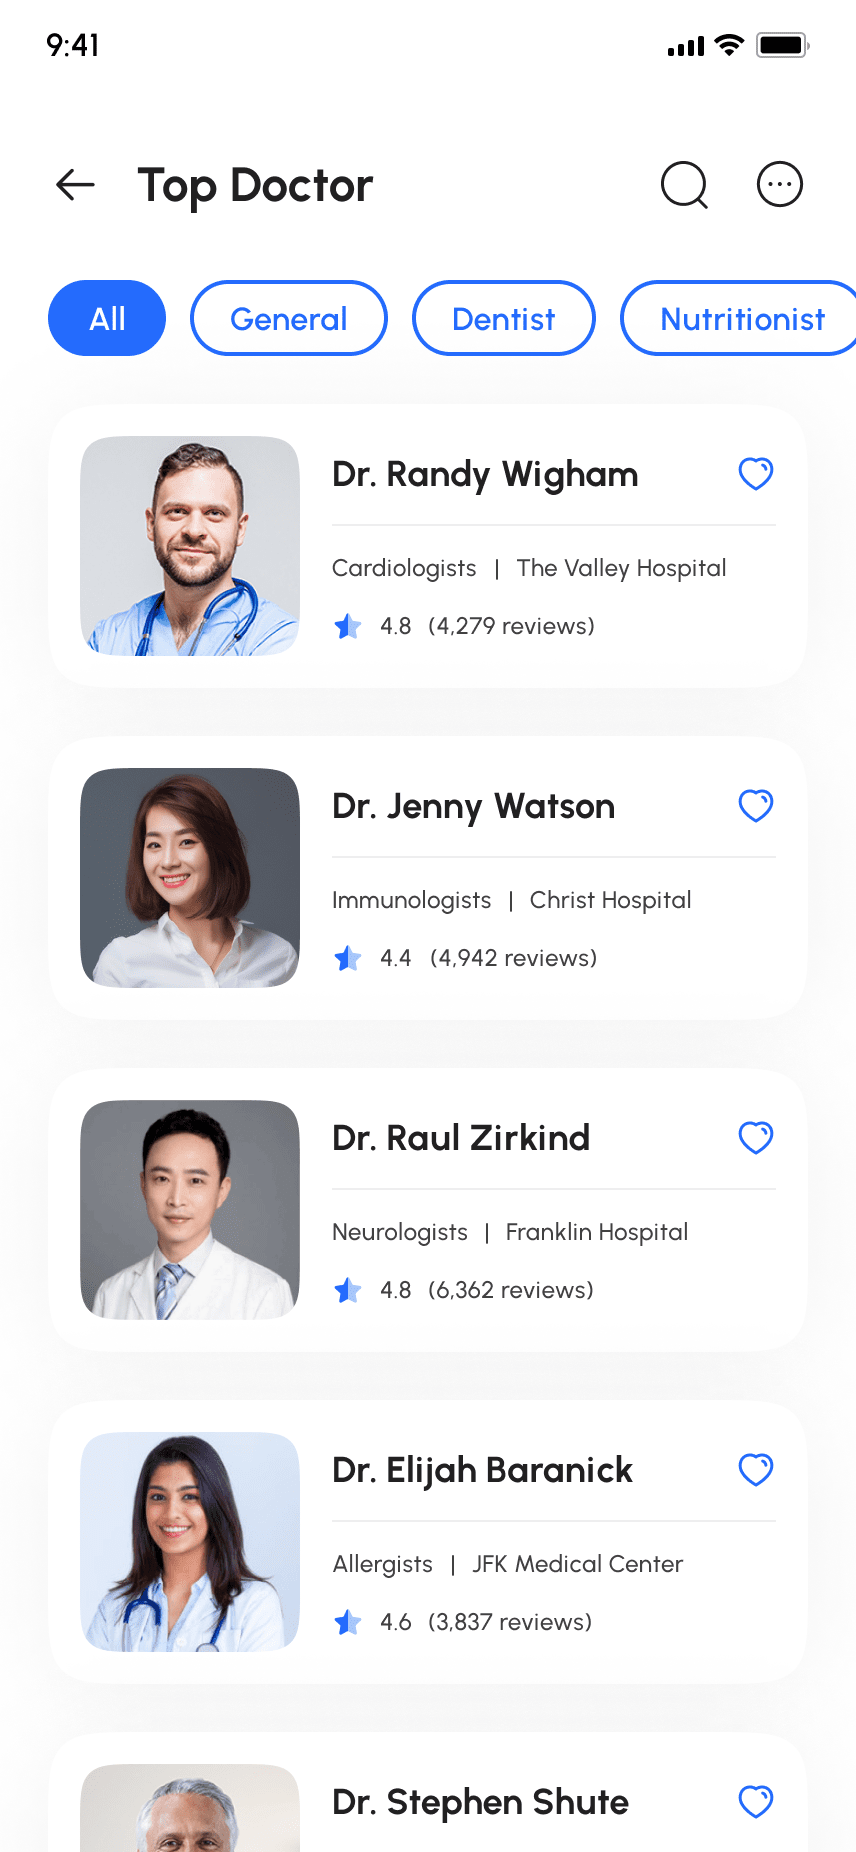 9:41
Top Doctor
All General Dentist Nutritionist
Dr. Randy Wigham
Cardiologists | The Valley Hospital
4.8 (4,279 reviews)
Dr. Jenny Watson
Immunologists | Christ Hospital
4.4 (4,942 reviews)
Dr. Raul Zirkind
Neurologists | Franklin Hospital
4.8 (6,362 reviews)
Dr. Elijah Baranick
Allergists | JFK Medical Center
4.6 (3,837 reviews)
Dr. Stephen Shute